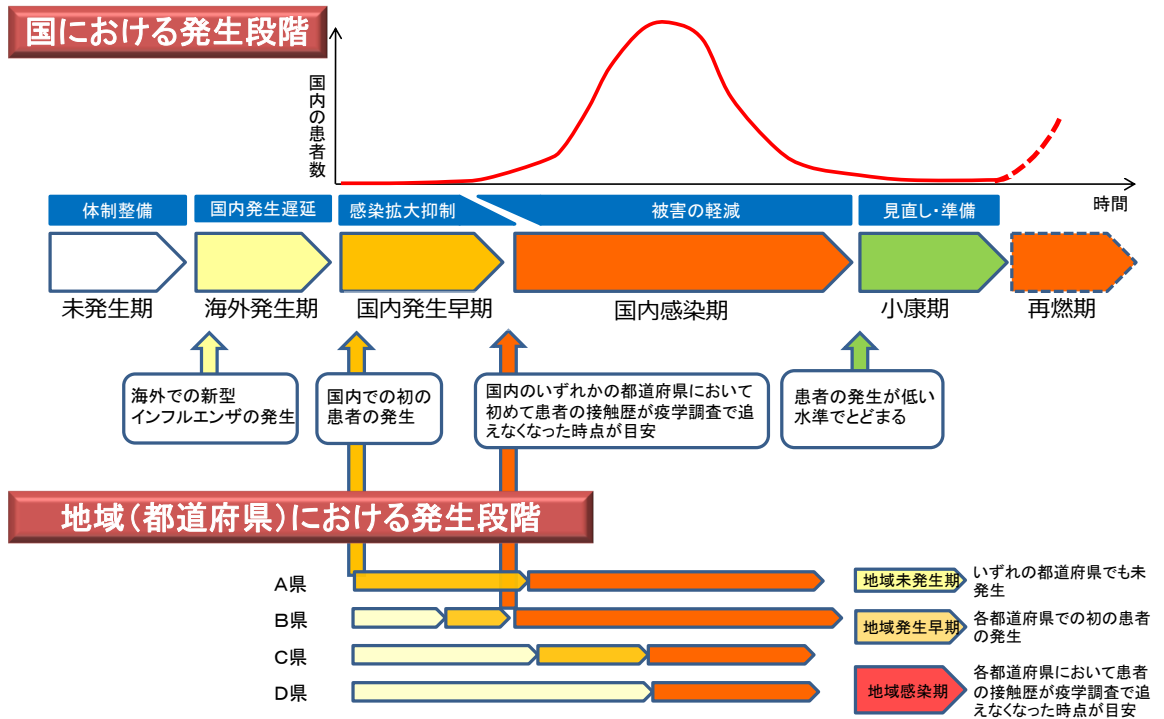 国における発生段階
国内の患者数
時間
体制整備
国内発生遅延
感染拡大抑制
被害の軽減
見直し・準備
未発生期
海外発生期
国内発生早期
国内感染期
小康期
再燃期
海外での新型
インフルエンザの発生
国内での初の
患者の発生
国内のいずれかの都道府県において
初めて患者の接触歴が疫学調査で追
えなくなった時点が目安
患者の発生が低い
水準でとどまる
地域（都道府県）における発生段階
Ａ県
Ｂ県
Ｃ県
Ｄ県
地域未発生期
いずれの都道府県でも未
発生
地域発生早期
各都道府県での初の患者
の発生
地域感染期
各都道府県において患者
の接触歴が疫学調査で追
えなくなった時点が目安